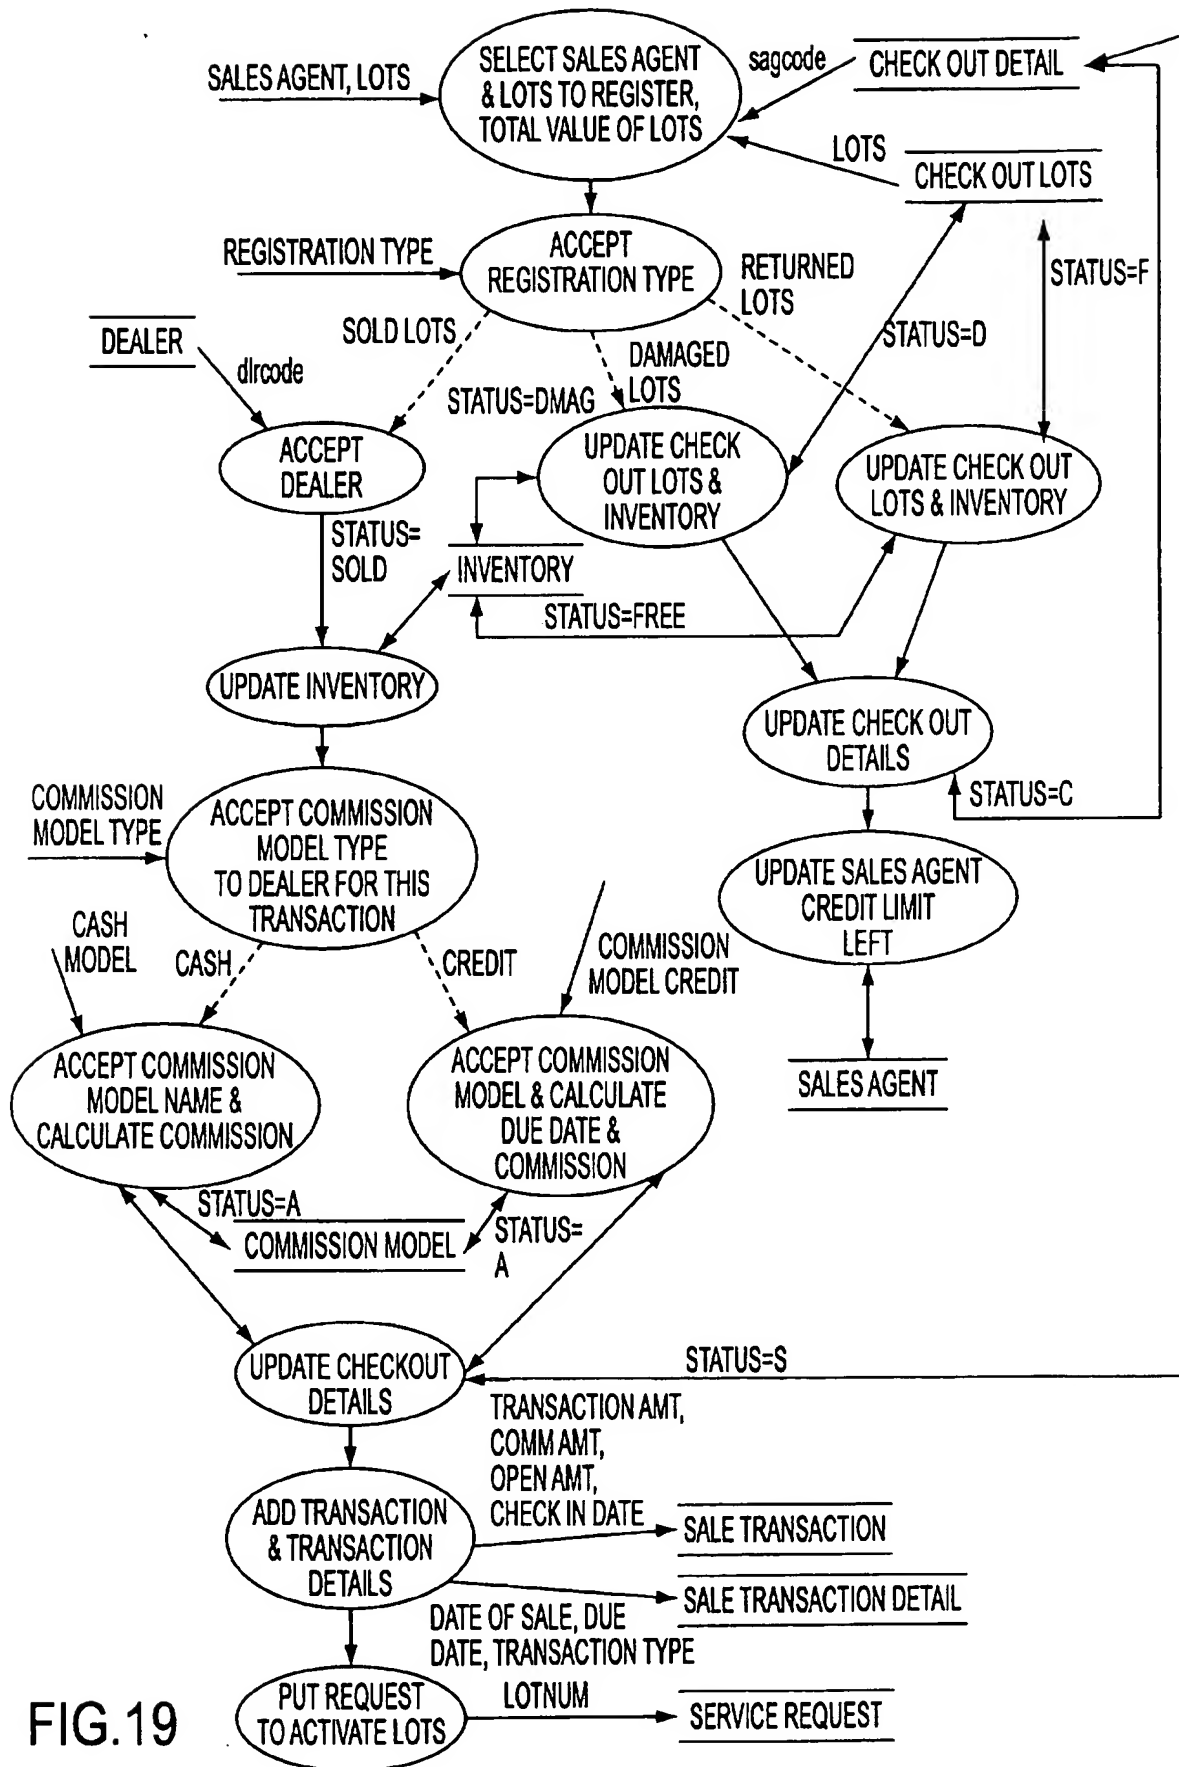 SALES AGENT, LOTS
SELECT SALES AGENT
& LOTS TO REGISTER,
TOTAL VALUE OF LOTS
sagcode
CHECK OUT DETAIL
LOTS
CHECK OUT LOTS
REGISTRATION TYPE
ACCEPT
REGISTRATION TYPE
RETURNED
LOTS
STATUS=F
STATUS=D
DEALER
SOLD LOTS
dlrcode
DAMAGED
LOTS
STATUS=DMAG
ACCEPT
DEALER
UPDATE CHECK
OUT LOTS &
INVENTORY
UPDATE CHECK OUT
LOTS & INVENTORY
STATUS=
SOLD
INVENTORY
STATUS=FREE
UPDATE INVENTORY
UPDATE CHECK OUT
DETAILS
STATUS=C
COMMISSION
MODEL TYPE
ACCEPT COMMISSION
MODEL TYPE
TO DEALER FOR THIS
TRANSACTION
UPDATE SALES AGENT
CREDIT LIMIT
LEFT
CASH
MODEL
CASH
CREDIT
COMMISSION
MODEL CREDIT
ACCEPT COMMISSION
MODEL NAME &
CALCULATE COMMISSION
ACCEPT COMMISSION
MODEL & CALCULATE
DUE DATE &
COMMISSION
SALES AGENT
STATUS=A
COMMISSION MODEL
STATUS=
A
UPDATE CHECKOUT
DETAILS
STATUS=S
TRANSACTION AMT,
COMM AMT,
OPEN AMT,
CHECK IN DATE
ADD TRANSACTION
& TRANSACTION
DETAILS
SALE TRANSACTION
SALE TRANSACTION DETAIL
DATE OF SALE, DUE
DATE, TRANSACTION TYPE
PUT REQUEST
TO ACTIVATE LOTS
LOTNUM
SERVICE REQUEST
FIG.19